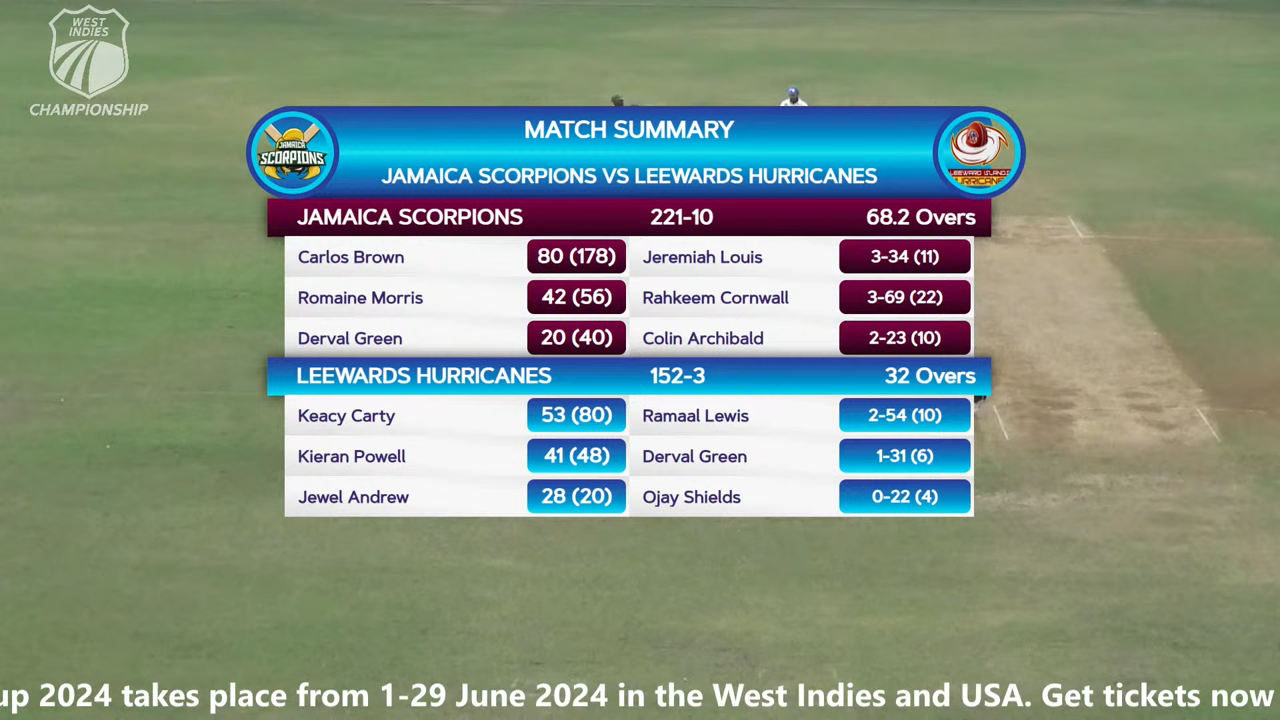 WEST
INDIES
CHAMPIONSHIP
MATCH SUMMARY
JAMAICA SCORPIONS VS LEEWARDS HURRICANES
JAMAICA
SCORPIONS
LEEWARD ISLANDS
HURRICANES
JAMAICA SCORPIONS 221-10 68.2 Overs
Carlos Brown 80 (178) Jeremiah Louis 3-34 (11)
Romaine Morris 42 (56) Rahkeem Cornwall 3-69 (22)
Derval Green 20 (40) Colin Archibald 2-23 (10)
LEEWARDS HURRICANES 152-3 32 Overs
Keacy Carty 53 (80) Ramaal Lewis 2-54 (10)
Kieran Powell 41 (48) Derval Green 1-31 (6)
Jewel Andrew 28 (20) Ojay Shields 0-22 (4)
up 2024 takes place from 1-29 June 2024 in the West Indies and USA. Get tickets now